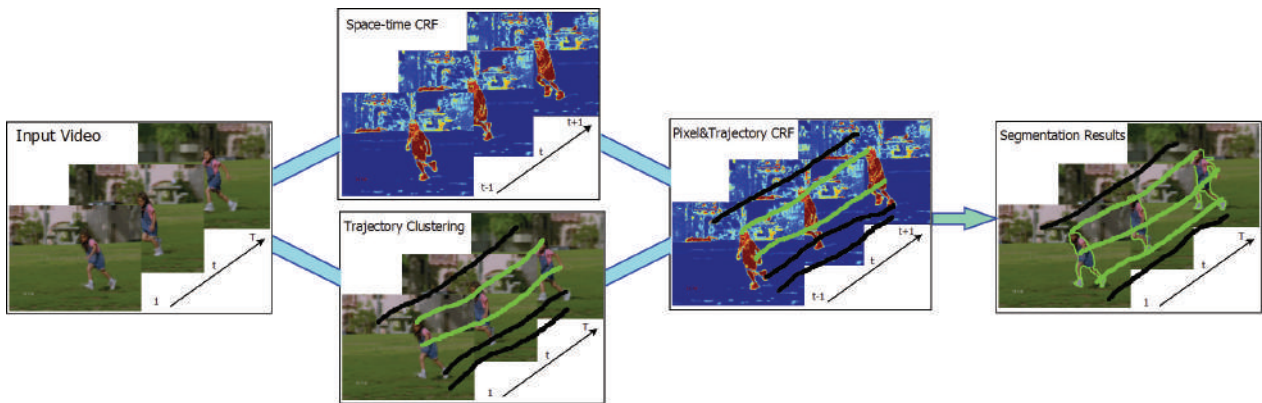 Input Video
1
t
T
Space-time CRF
t-1
t
t+1
Trajectory Clustering
1
t
T
Pixel&Trajectory CRF
t-1
t
t+1
Segmentation Results
1
t
T